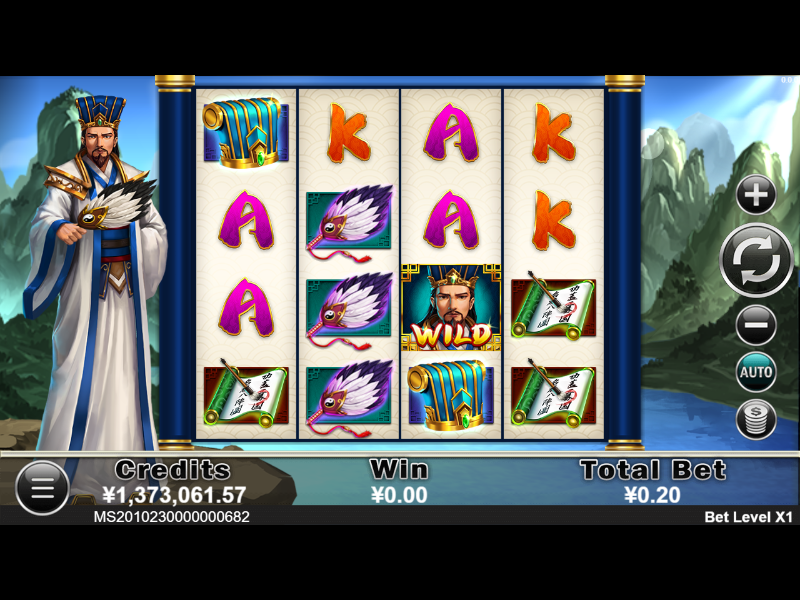 K A K
A A K
A WILD
AUTO
Credits Win Total Bet
¥1,373,061.57 ¥0.00 ¥0.20
MS2010230000000682 Bet Level X1